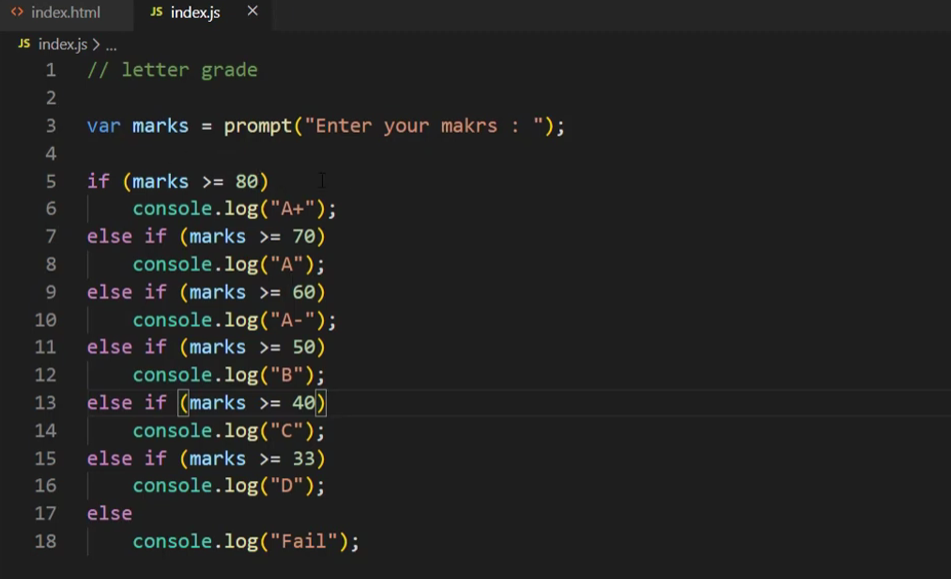 <> index.html JS index.js ×
JS index.js > ...
1 // letter grade
2
3 var marks = prompt("Enter your makrs : ");
4
5 if (marks >= 80)
6     console.log("A+");
7 else if (marks >= 70)
8     console.log("A");
9 else if (marks >= 60)
10     console.log("A-");
11 else if (marks >= 50)
12     console.log("B");
13 else if (marks >= 40)
14     console.log("C");
15 else if (marks >= 33)
16     console.log("D");
17 else
18     console.log("Fail");